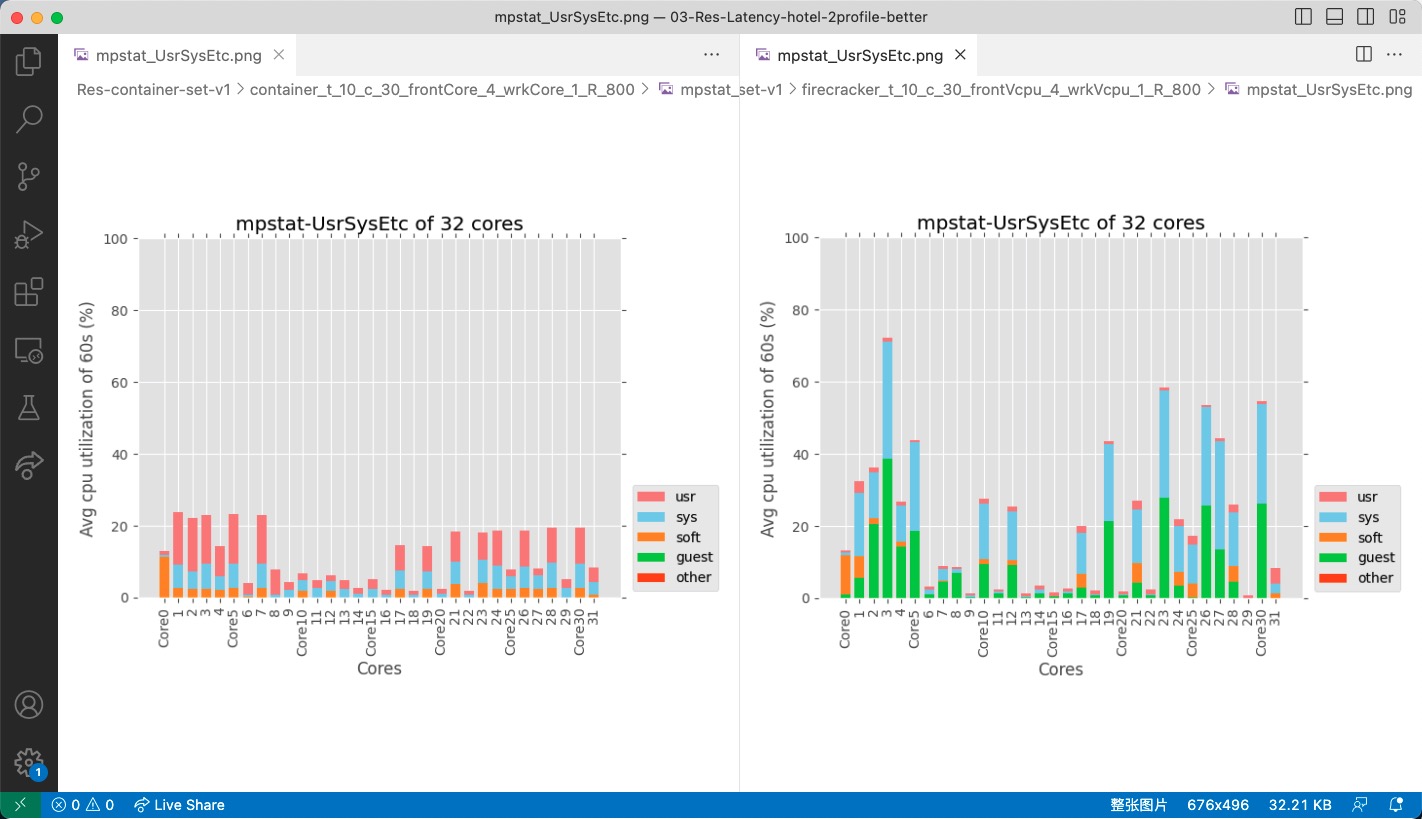 mpstat_UsrSysEtc.png — 03-Res-Latency-hotel-2profile-better
mpstat_UsrSysEtc.png
mpstat_UsrSysEtc.png
Res-container-set-v1 > container_t_10_c_30_frontCore_4_wrkCore_1_R_800 > mpstat_
set-v1 > firecracker_t_10_c_30_frontVcpu_4_wrkVcpu_1_R_800 > mpstat_UsrSysEtc.png
mpstat-UsrSysEtc of 32 cores
Avg cpu utilization of 60s (%)
100
80
60
40
20
0
usr
sys
soft
guest
other
Core0 1 2 3 4 Core5 6 7 8 9 Core10 11 12 13 14 Core15 16 17 18 19 Core20 21 22 23 24 Core25 26 27 28 29 Core30 31
Cores
mpstat-UsrSysEtc of 32 cores
Avg cpu utilization of 60s (%)
100
80
60
40
20
0
usr
sys
soft
guest
other
Core0 1 2 3 4 Core5 6 7 8 9 Core10 11 12 13 14 Core15 16 17 18 19 Core20 21 22 23 24 Core25 26 27 28 29 Core30 31
Cores
1
0 0 Live Share 整张图片 676x496 32.21 KB